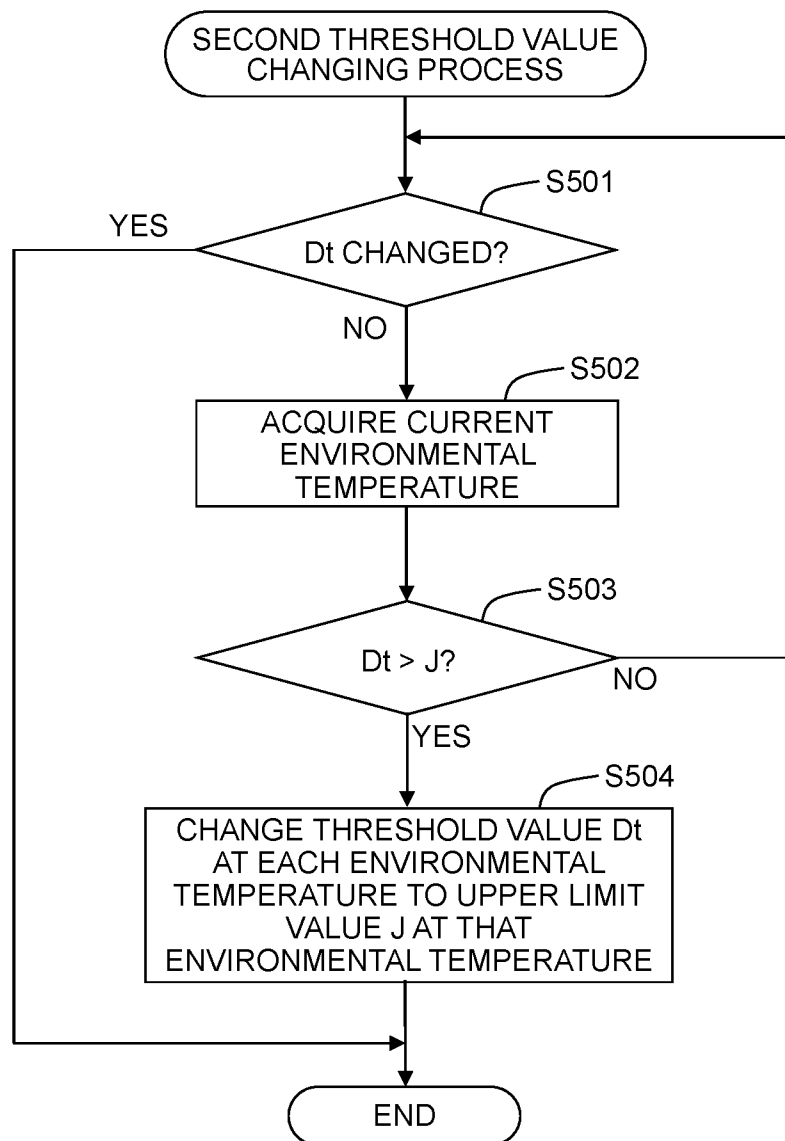 SECOND THRESHOLD VALUE
CHANGING PROCESS
S501
YES
Dt CHANGED?
NO
S502
ACQUIRE CURRENT
ENVIRONMENTAL
TEMPERATURE
S503
Dt > J?
NO
YES
S504
CHANGE THRESHOLD VALUE Dt
AT EACH ENVIRONMENTAL
TEMPERATURE TO UPPER LIMIT
VALUE J AT THAT
ENVIRONMENTAL TEMPERATURE
END